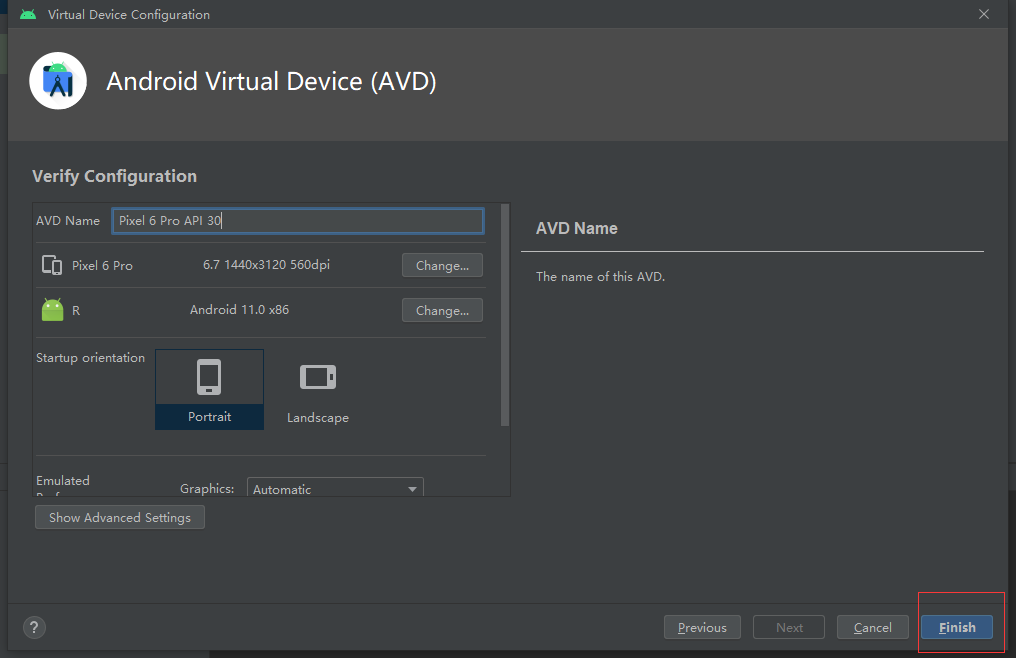 Virtual Device Configuration
Android Virtual Device (AVD)
Verify Configuration
AVD Name Pixel 6 Pro API 30
Pixel 6 Pro 6.7 1440x3120 560dpi Change...
R Android 11.0 x86 Change...
Startup orientation
Portrait
Landscape
Emulated
Graphics: Automatic
Show Advanced Settings
AVD Name
The name of this AVD.
? Previous Next Cancel Finish